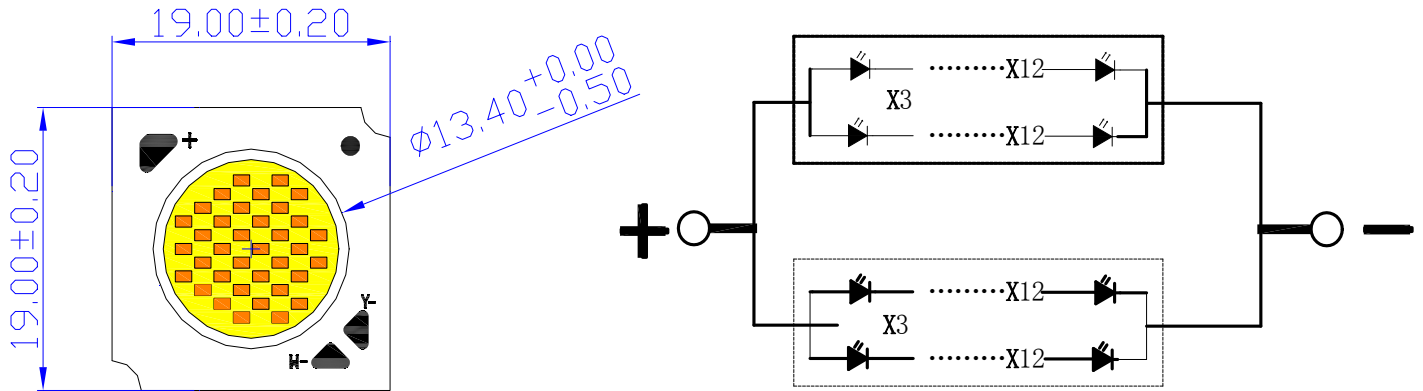 19.00±0.20
19.00±0.20
Ø13.40 +0.00
-0.50
+
Y-
W-
X12
X3
X12
+
-
X12
X3
X12